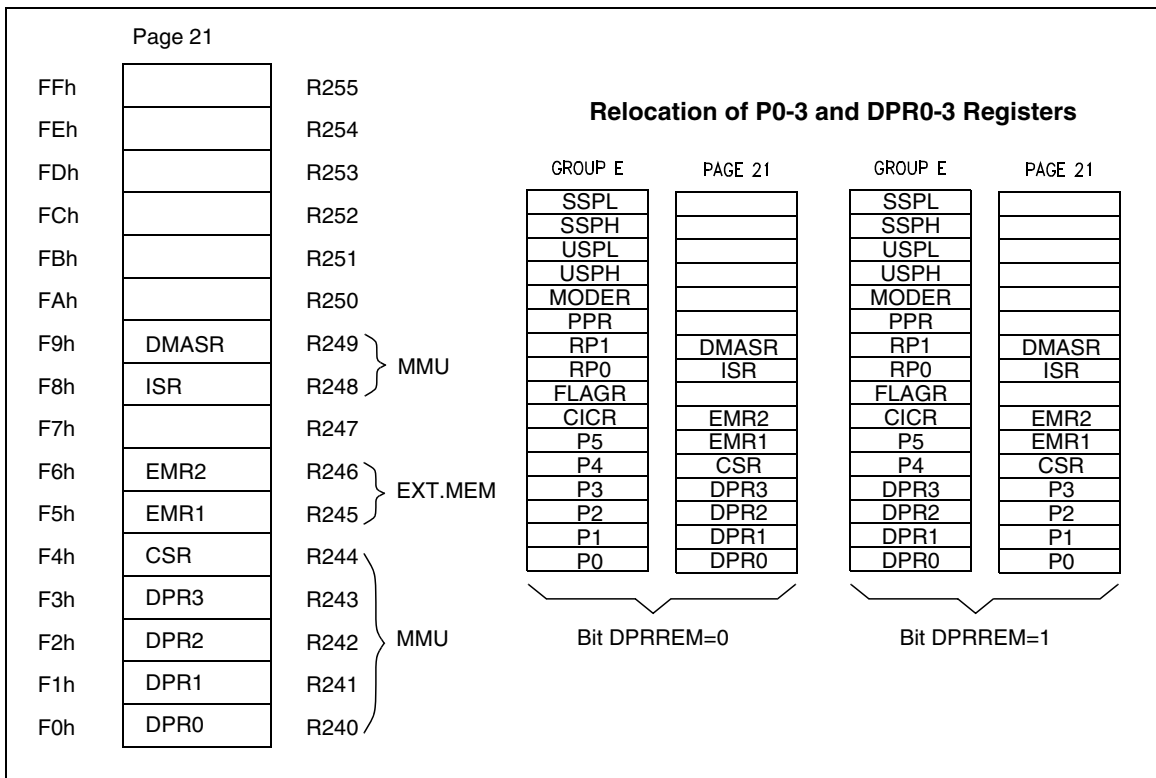 Page 21
FFh R255
FEh R254
FDh R253
FCh R252
FBh R251
FAh R250
F9h DMASR R249
F8h ISR R248
MMU
F7h R247
F6h EMR2 R246
F5h EMR1 R245
EXT.MEM
F4h CSR R244
F3h DPR3 R243
F2h DPR2 R242
MMU
F1h DPR1 R241
F0h DPR0 R240
Relocation of P0-3 and DPR0-3 Registers
GROUP E PAGE 21 GROUP E PAGE 21
SSPL SSPL
SSPH SSPH
USPL USPL
USPH USPH
MODER MODER
PPR PPR
RP1 DMASR RP1 DMASR
RP0 ISR RP0 ISR
FLAGR FLAGR
CICR EMR2 CICR EMR2
P5 EMR1 P5 EMR1
P4 CSR P4 CSR
P3 DPR3 DPR3 P3
P2 DPR2 DPR2 P2
P1 DPR1 DPR1 P1
P0 DPR0 DPR0 P0
Bit DPRREM=0 Bit DPRREM=1